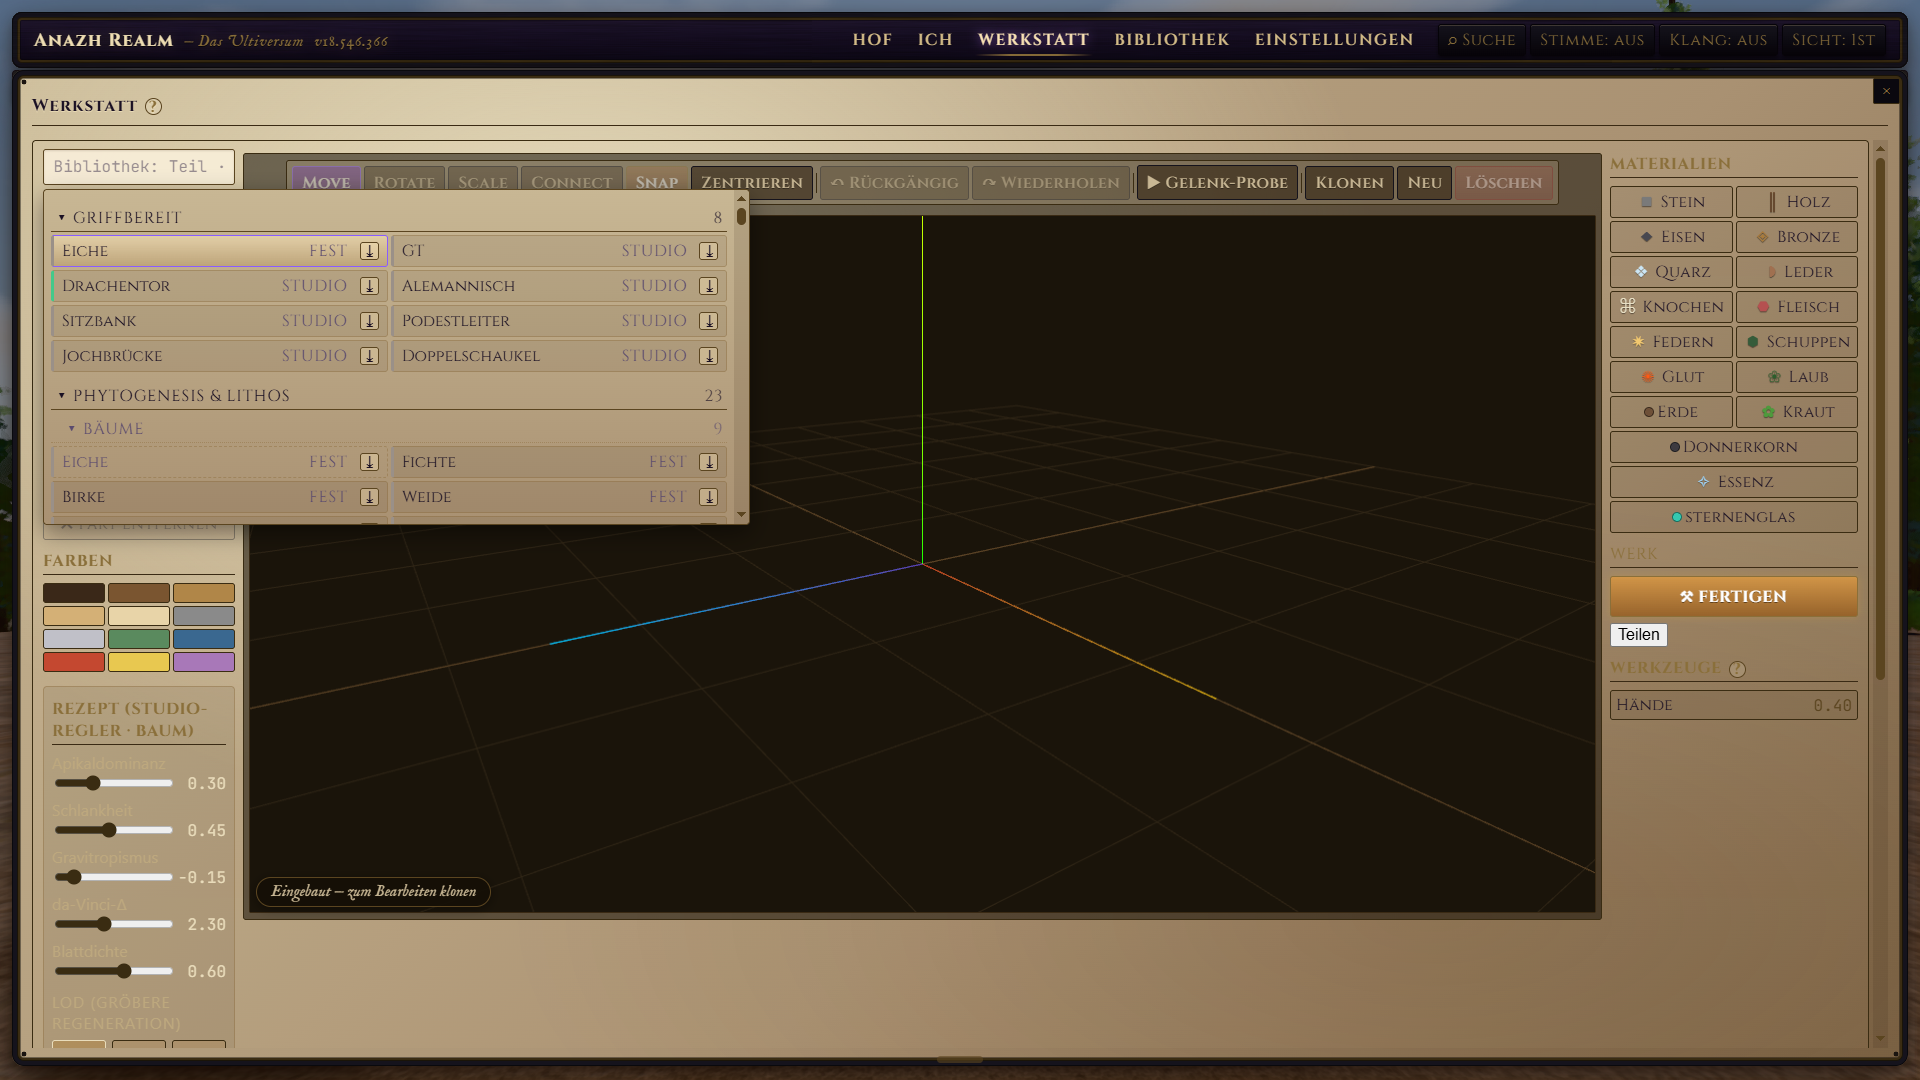 Anazh Realm — Das Ultiversum v18.546.366
HOF ICH WERKSTATT BIBLIOTHEK EINSTELLUNGEN ⌕ SUCHE STIMME: AUS KLANG: AUS SICHT: IST
Werkstatt ?
×
Bibliothek: Teil ·
MOVE ROTATE SCALE CONNECT SNAP ZENTRIEREN ↶ RÜCKGÄNGIG ↷ WIEDERHOLEN ▶ GELENK-PROBE KLONEN NEU LÖSCHEN
▾ GRIFFBEREIT 8
EICHE FEST ⤓ GT STUDIO ⤓
DRACHENTOR STUDIO ⤓ ALEMANNISCH STUDIO ⤓
SITZBANK STUDIO ⤓ PODESTLEITER STUDIO ⤓
JOCHBRÜCKE STUDIO ⤓ DOPPELSCHAUKEL STUDIO ⤓
▾ PHYTOGENESIS & LITHOS 23
▾ BÄUME 9
EICHE FEST ⤓ FICHTE FEST ⤓
BIRKE FEST ⤓ WEIDE FEST ⤓
PART ENTFERNEN
FARBEN
REZEPT (STUDIO-
REGLER · BAUM)
Apikaldominanz
0.30
Schlankheit
0.45
Gravitropismus
-0.15
da-Vinci-Δ
2.30
Blattdichte
0.60
LOD (GRÖBERE
REGENERATION)
Eingebaut — zum Bearbeiten klonen
MATERIALIEN
STEIN HOLZ
EISEN BRONZE
QUARZ LEDER
⌘ KNOCHEN FLEISCH
FEDERN SCHUPPEN
GLUT LAUB
ERDE KRAUT
DONNERKORN
ESSENZ
STERNENGLAS
WERK
⚒ FERTIGEN
Teilen
WERKZEUGE ?
HÄNDE 0.40